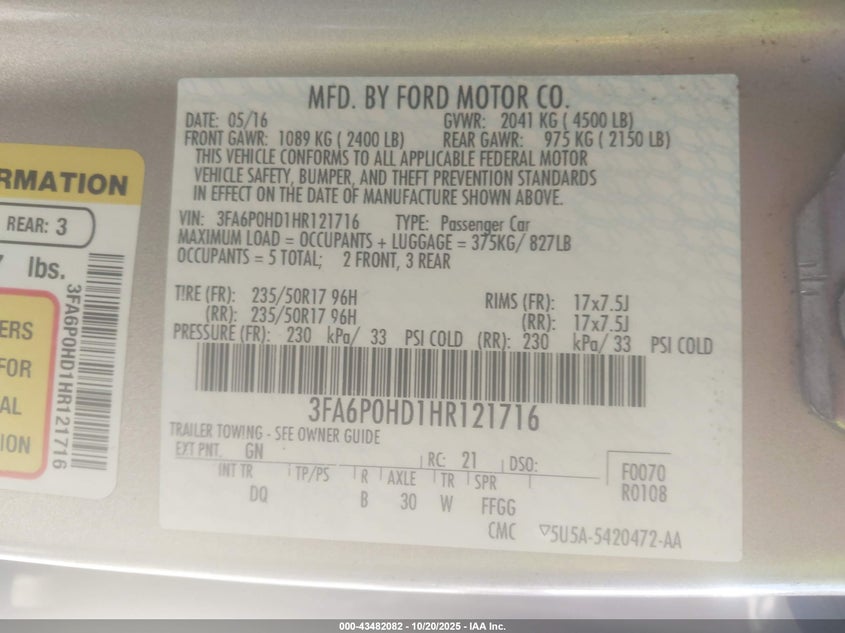 MFD. BY FORD MOTOR CO.
DATE: 05/16 GVWR: 2041 KG ( 4500 LB)
FRONT GAWR: 1089 KG ( 2400 LB) REAR GAWR: 975 KG ( 2150 LB)
THIS VEHICLE CONFORMS TO ALL APPLICABLE FEDERAL MOTOR
VEHICLE SAFETY, BUMPER, AND THEFT PREVENTION STANDARDS
IN EFFECT ON THE DATE OF MANUFACTURE SHOWN ABOVE.
VIN: 3FA6P0HD1HR121716 TYPE: Passenger Car
MAXIMUM LOAD = OCCUPANTS + LUGGAGE = 375KG/ 827LB
OCCUPANTS = 5 TOTAL; 2 FRONT, 3 REAR
TIRE (FR): 235/50R17 96H RIMS (FR): 17x7.5J
(RR): 235/50R17 96H (RR): 17x7.5J
PRESSURE (FR): 230 kPa/ 33 PSI COLD (RR): 230 kPa/ 33 PSI COLD
3FA6P0HD1HR121716
TRAILER TOWING - SEE OWNER GUIDE
EXT PNT. GN RC: 21 DSO:
INT TR TP/PS R AXLE TR SPR
DQ B 30 W FFGG
F0070
R0108
CMC 5U5A-5420472-AA
RMATION
REAR: 3
7 lbs.
3FA6P0HD1HR121716
ERS
FOR
AL
ION
000-43482082 - 10/20/2025 - IAA Inc.